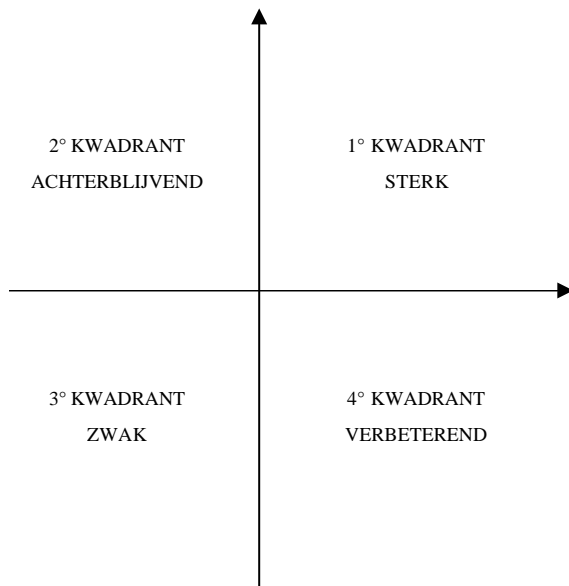 2° KWADRANT
ACHTERBLIJVEND
1° KWADRANT
STERK
3° KWADRANT
ZWAK
4° KWADRANT
VERBETEREND